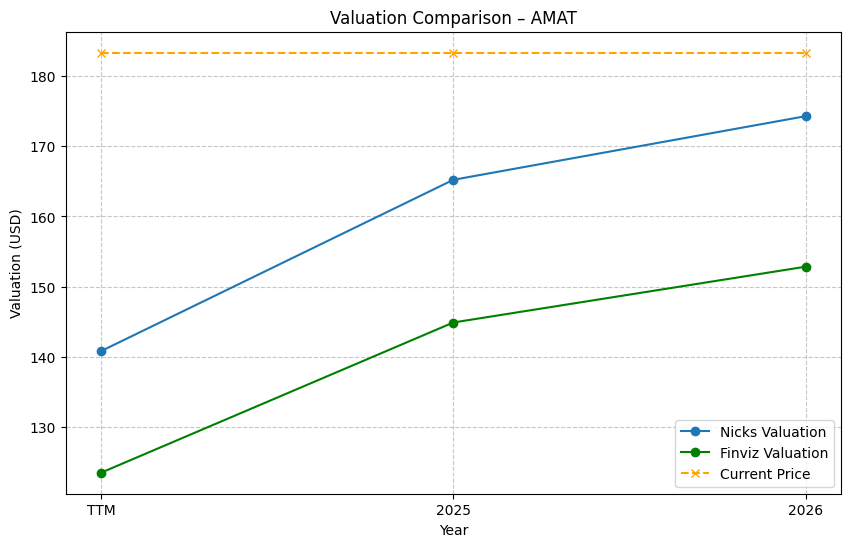 Valuation Comparison – AMAT
Valuation (USD)
180
170
160
150
140
130
TTM
2025
2026
Year
Nicks Valuation
Finviz Valuation
Current Price